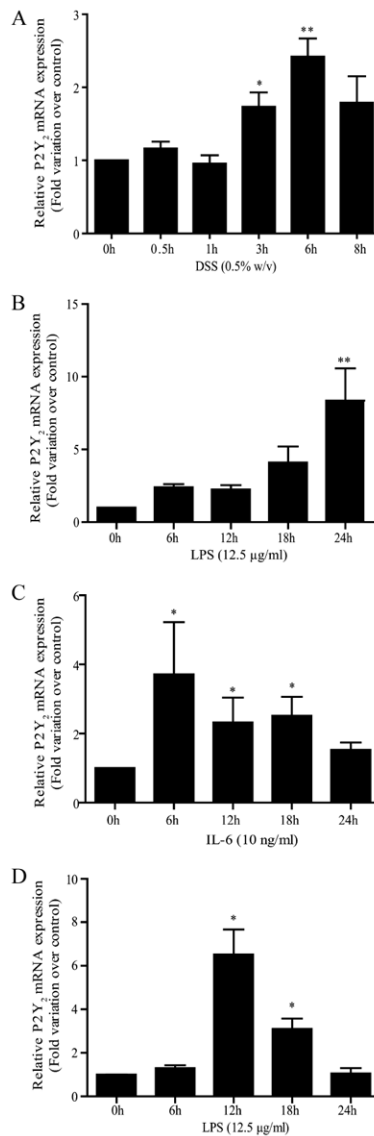 A
Relative P2Y₂ mRNA expression
(Fold variation over control)
3
2
1
0
*
**
0h 0.5h 1h 3h 6h 8h
DSS (0.5% w/v)
B
Relative P2Y₂ mRNA expression
(Fold variation over control)
15
10
5
0
**
0h 6h 12h 18h 24h
LPS (12.5 µg/ml)
C
Relative P2Y₂ mRNA expression
(Fold variation over control)
6
4
2
0
*
*
*
0h 6h 12h 18h 24h
IL-6 (10 ng/ml)
D
Relative P2Y₂ mRNA expression
(Fold variation over control)
10
8
6
4
2
0
*
*
0h 6h 12h 18h 24h
LPS (12.5 µg/ml)